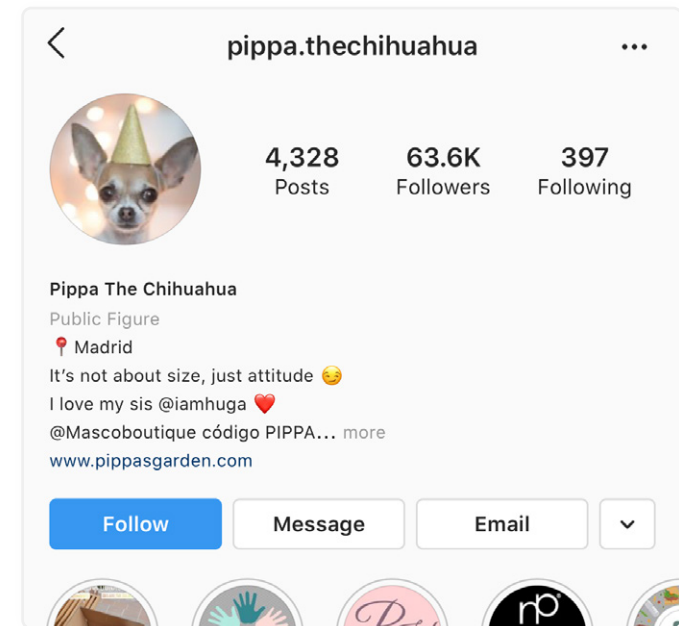 pippa.thechihuahua
4,328 63.6K 397
Posts Followers Following
Pippa The Chihuahua
Public Figure
📍 Madrid
It's not about size, just attitude 😏
I love my sis @iamhuga ❤️
@Mascoboutique código PIPPA... more
www.pippasgarden.com
Follow Message Email
np